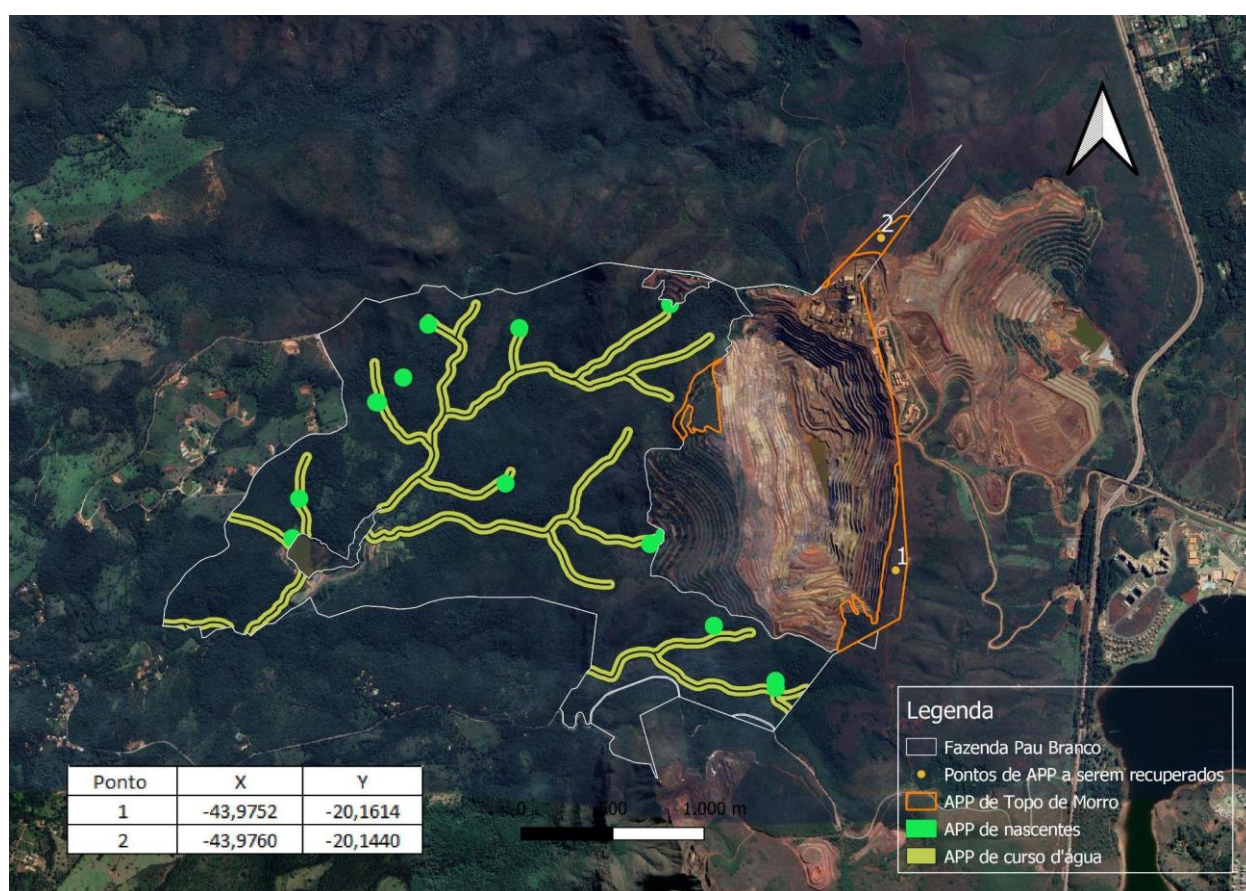 2
1
Legenda
Fazenda Pau Branco
Pontos de APP a serem recuperados
APP de Topo de Morro
APP de nascentes
APP de curso d'água
Ponto X Y
1 -43,9752 -20,1614
2 -43,9760 -20,1440
0 500 1.000 m